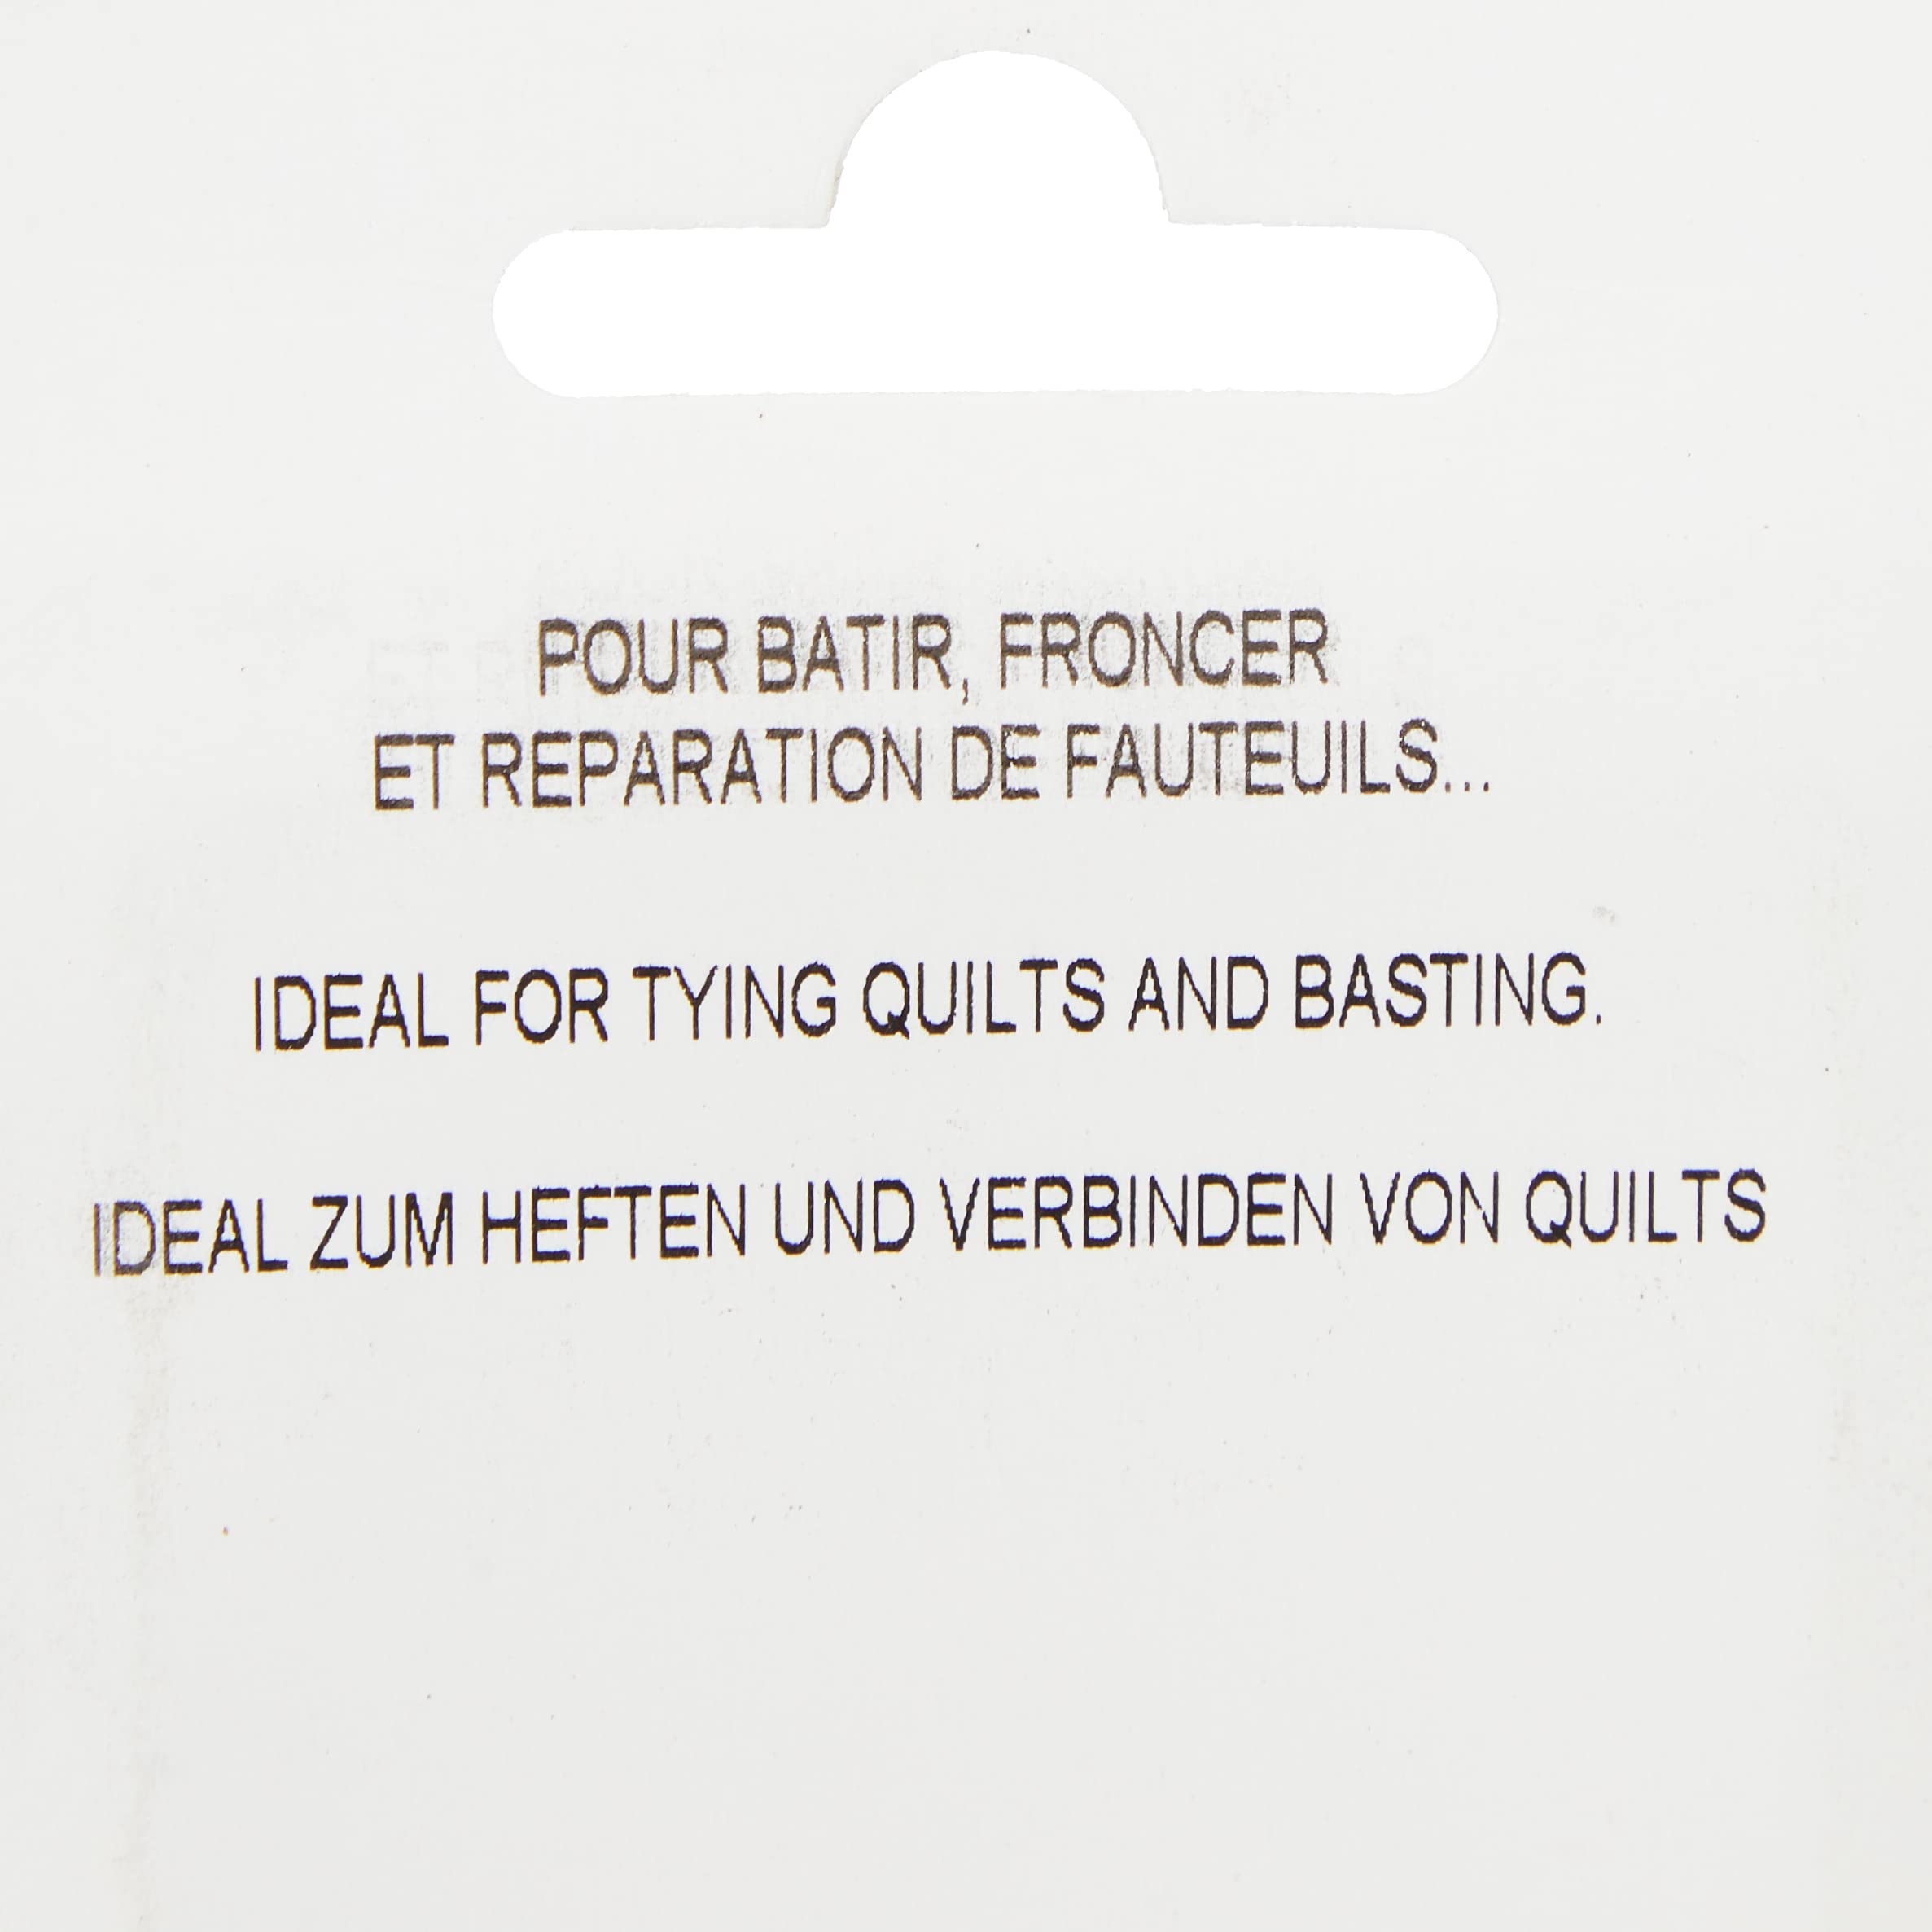 POUR BATIR, FRONCER
ET REPARATION DE FAUTEUILS...
IDEAL FOR TYING QUILTS AND BASTING.
IDEAL ZUM HEFTEN UND VERBINDEN VON QUILTS